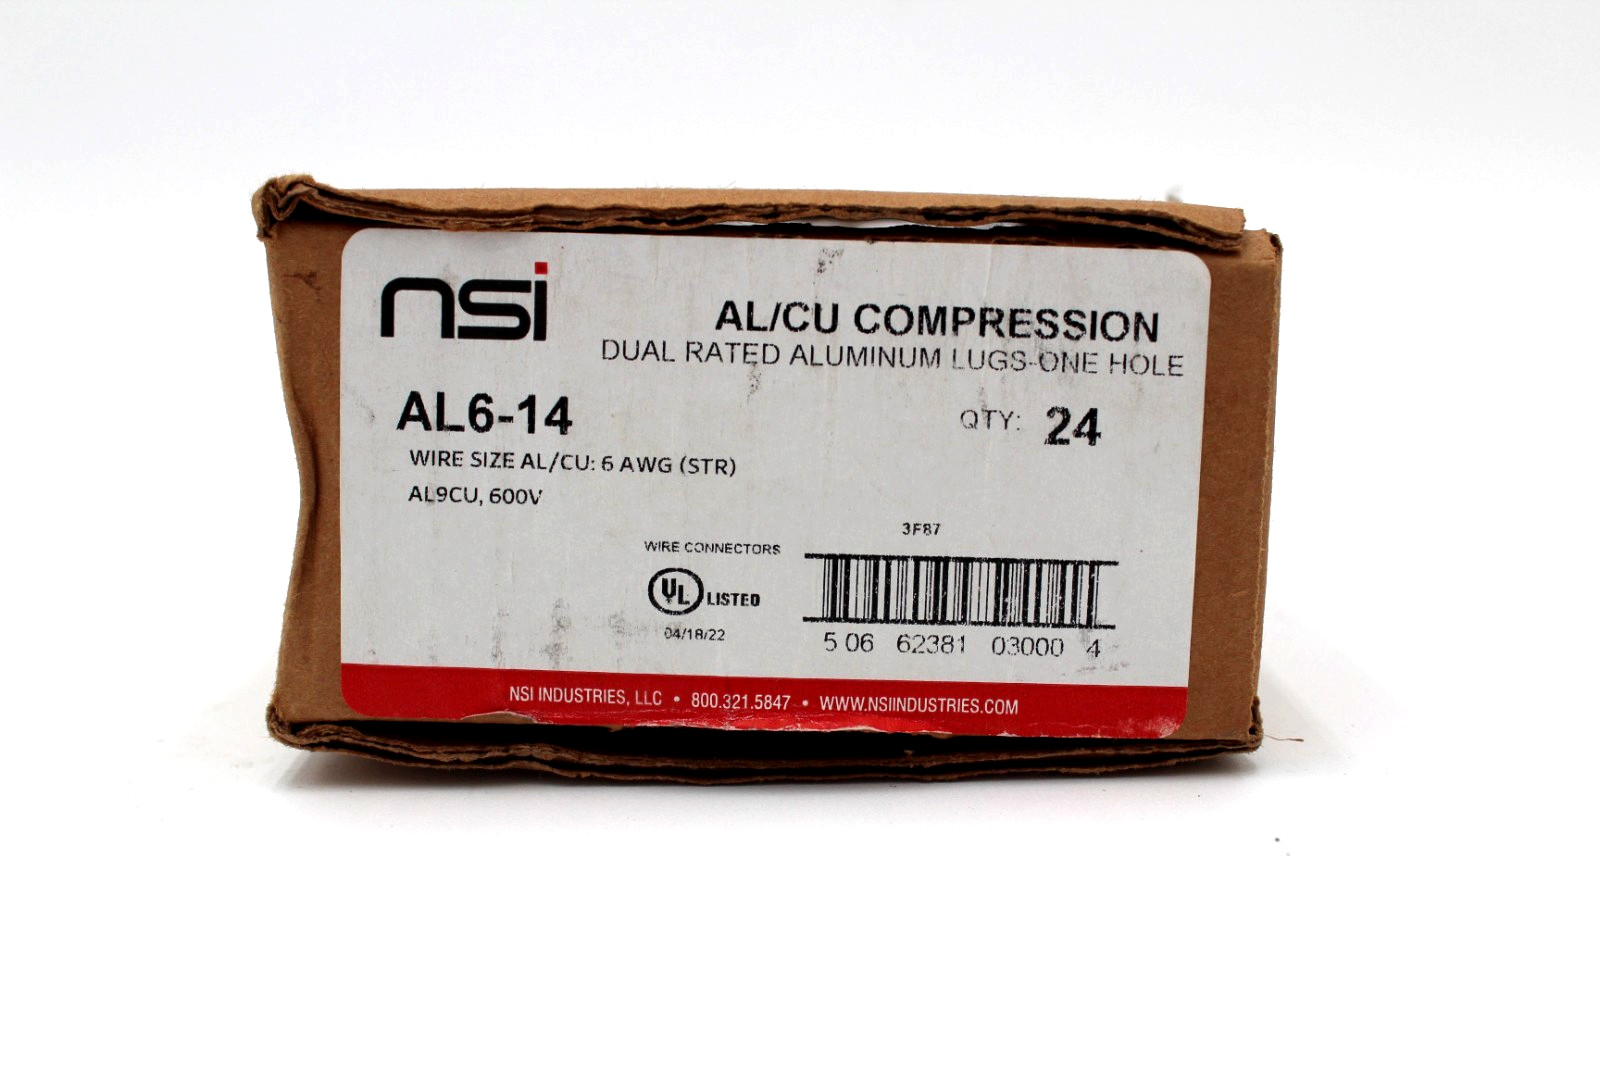 nsi
AL/CU COMPRESSION
DUAL RATED ALUMINUM LUGS-ONE HOLE
AL6-14
QTY: 24
WIRE SIZE AL/CU: 6 AWG (STR)
AL9CU, 600V
3F87
WIRE CONNECTORS
UL LISTED
04/18/22
5 06 62381 03000 4
NSI INDUSTRIES, LLC • 800.321.5847 • WWW.NSIINDUSTRIES.COM